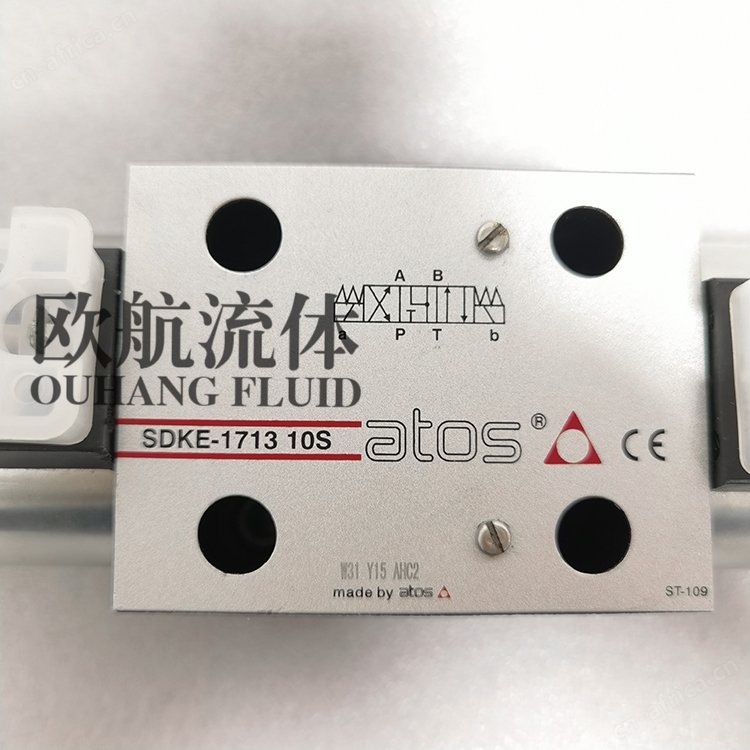 A B
a P T b
欧航流体
OUHANG FLUID
SDKE-1713 10S atos ® CE
W31 Y15 AHC2
made by atos
ST-109